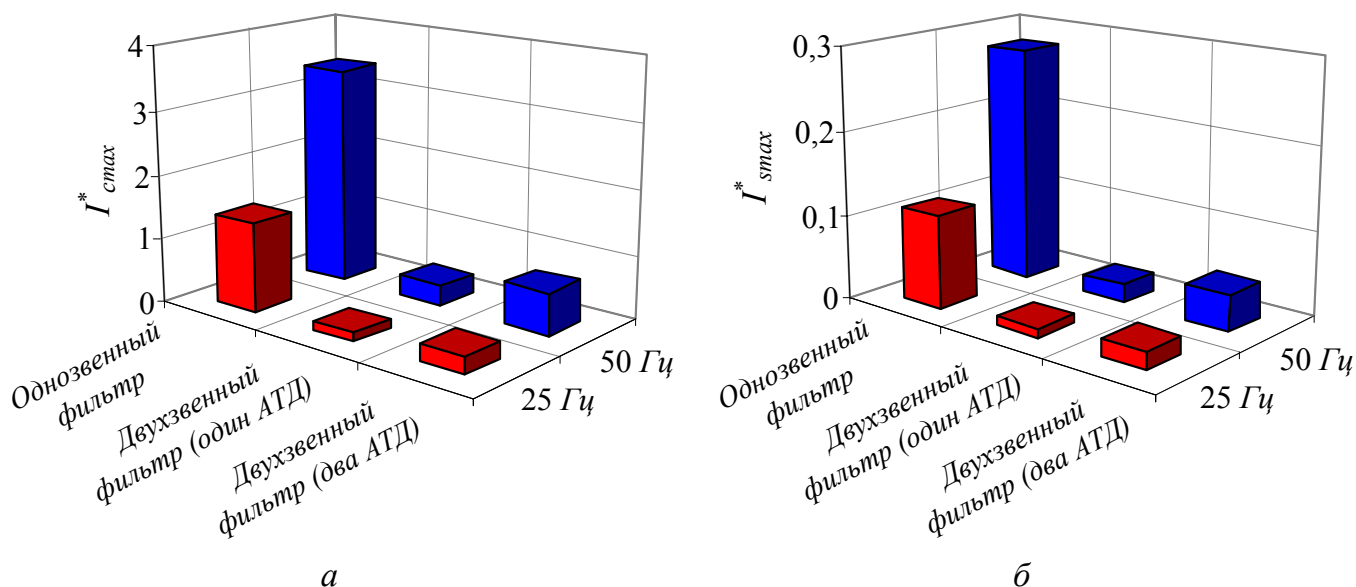 4
3
2
1
0
I*cmax
Однозвенный
фильтр
Двухзвенный
фильтр (один АТД)
Двухзвенный
фильтр (два АТД)
25 Гц
50 Гц
а
0,3
0,2
0,1
0
I*smax
Однозвенный
фильтр
Двухзвенный
фильтр (один АТД)
Двухзвенный
фильтр (два АТД)
25 Гц
50 Гц
б